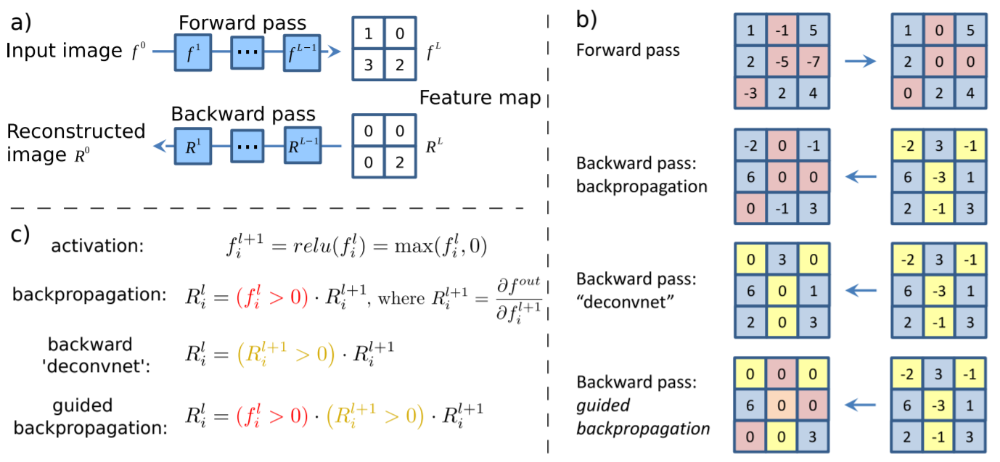 a)
Forward pass
Input image f^0
f^1
...
f^{L-1}
1 0
3 2
f^L
Feature map
Backward pass
Reconstructed
image R^0
R^1
...
R^{L-1}
0 0
0 2
R^L
c)
activation: f_i^{l+1} = relu(f_i^l) = max(f_i^l, 0)
backpropagation: R_i^l = (f_i^l > 0) · R_i^{l+1}, where R_i^{l+1} = ∂f^{out} / ∂f_i^{l+1}
backward
'deconvnet': R_i^l = (R_i^{l+1} > 0) · R_i^{l+1}
guided
backpropagation: R_i^l = (f_i^l > 0) · (R_i^{l+1} > 0) · R_i^{l+1}
b)
Forward pass
1 -1 5
2 -5 -7
-3 2 4
1 0 5
2 0 0
0 2 4
Backward pass:
backpropagation
-2 0 -1
6 0 0
0 -1 3
-2 3 -1
6 -3 1
2 -1 3
Backward pass:
“deconvnet”
0 3 0
6 0 1
2 0 3
-2 3 -1
6 -3 1
2 -1 3
Backward pass:
guided
backpropagation
0 0 0
6 0 0
0 0 3
-2 3 -1
6 -3 1
2 -1 3